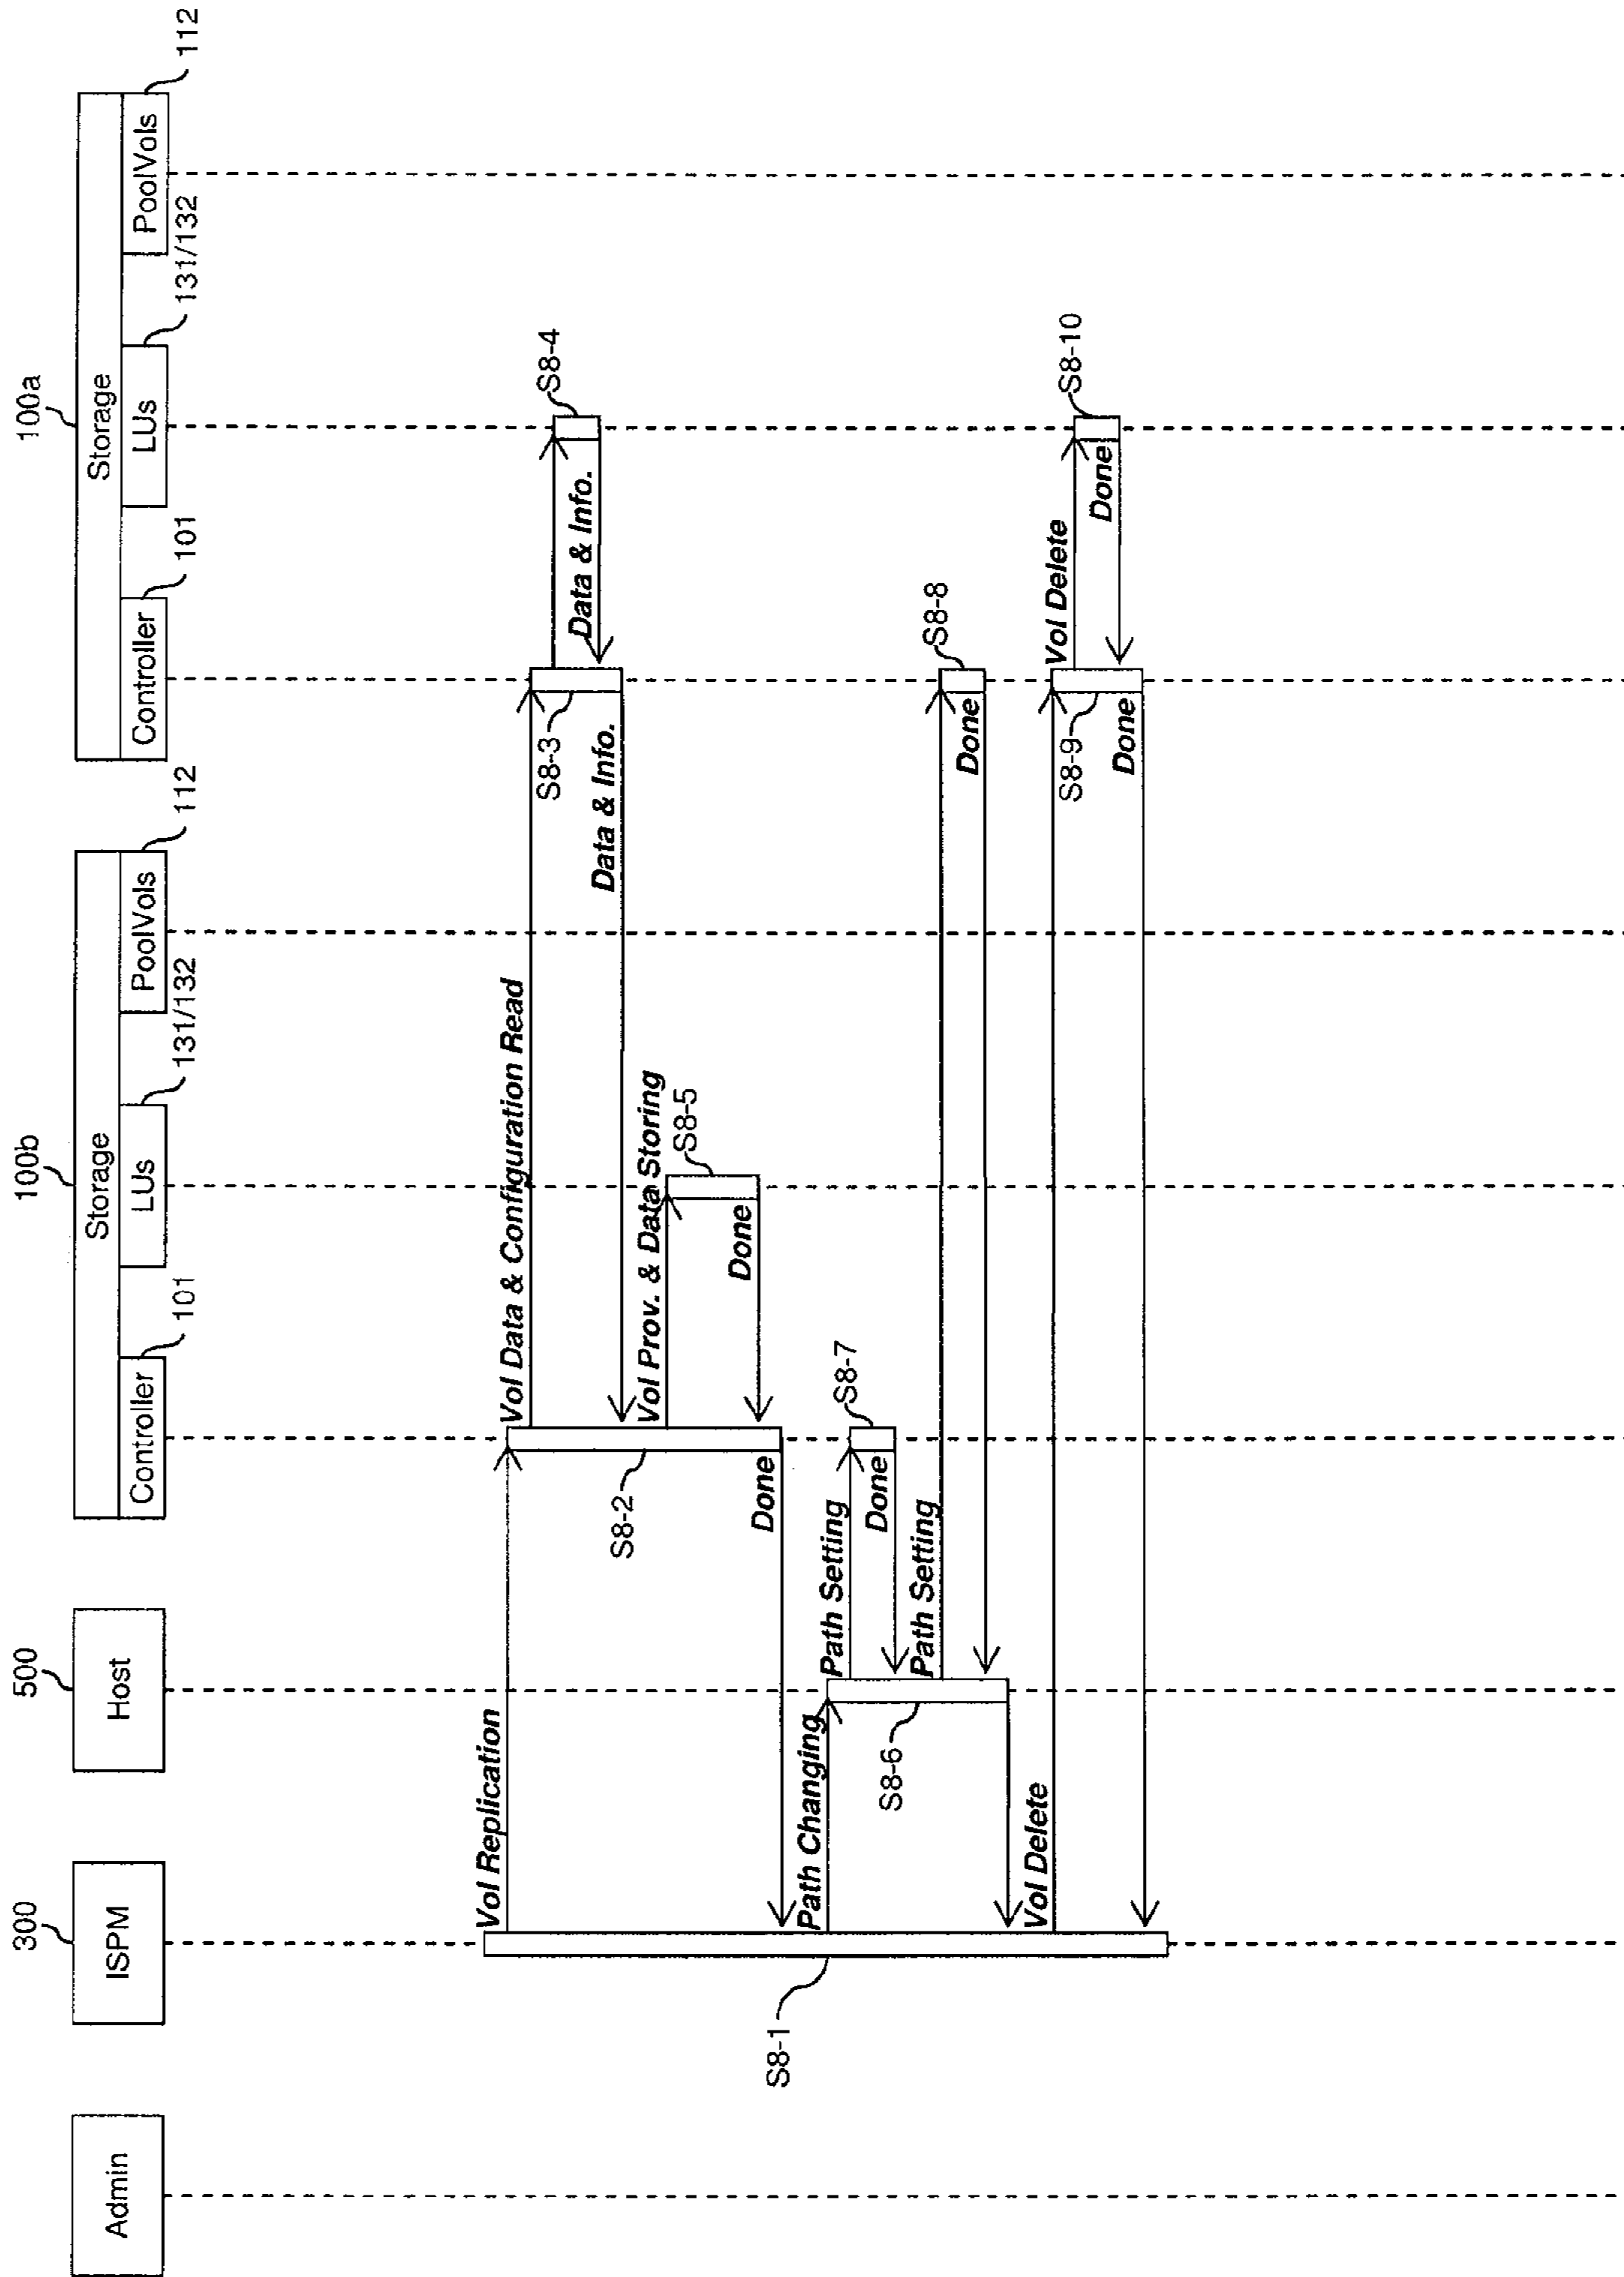 Admin
300
ISPM
500
Host
100b
Storage
Controller
101
LUs
131/132
PoolVols
112
100a
Storage
Controller
101
LUs
131/132
PoolVols
112
S8-1
Vol Replication
S8-2
Vol Data & Configuration Read
S8-3
S8-4
Data & Info.
Data & Info.
Vol Prov. & Data Storing
S8-5
Done
Done
Path Changing
S8-6
Path Setting
S8-7
Done
Path Setting
S8-8
Done
Vol Delete
S8-9
Vol Delete
S8-10
Done
Done